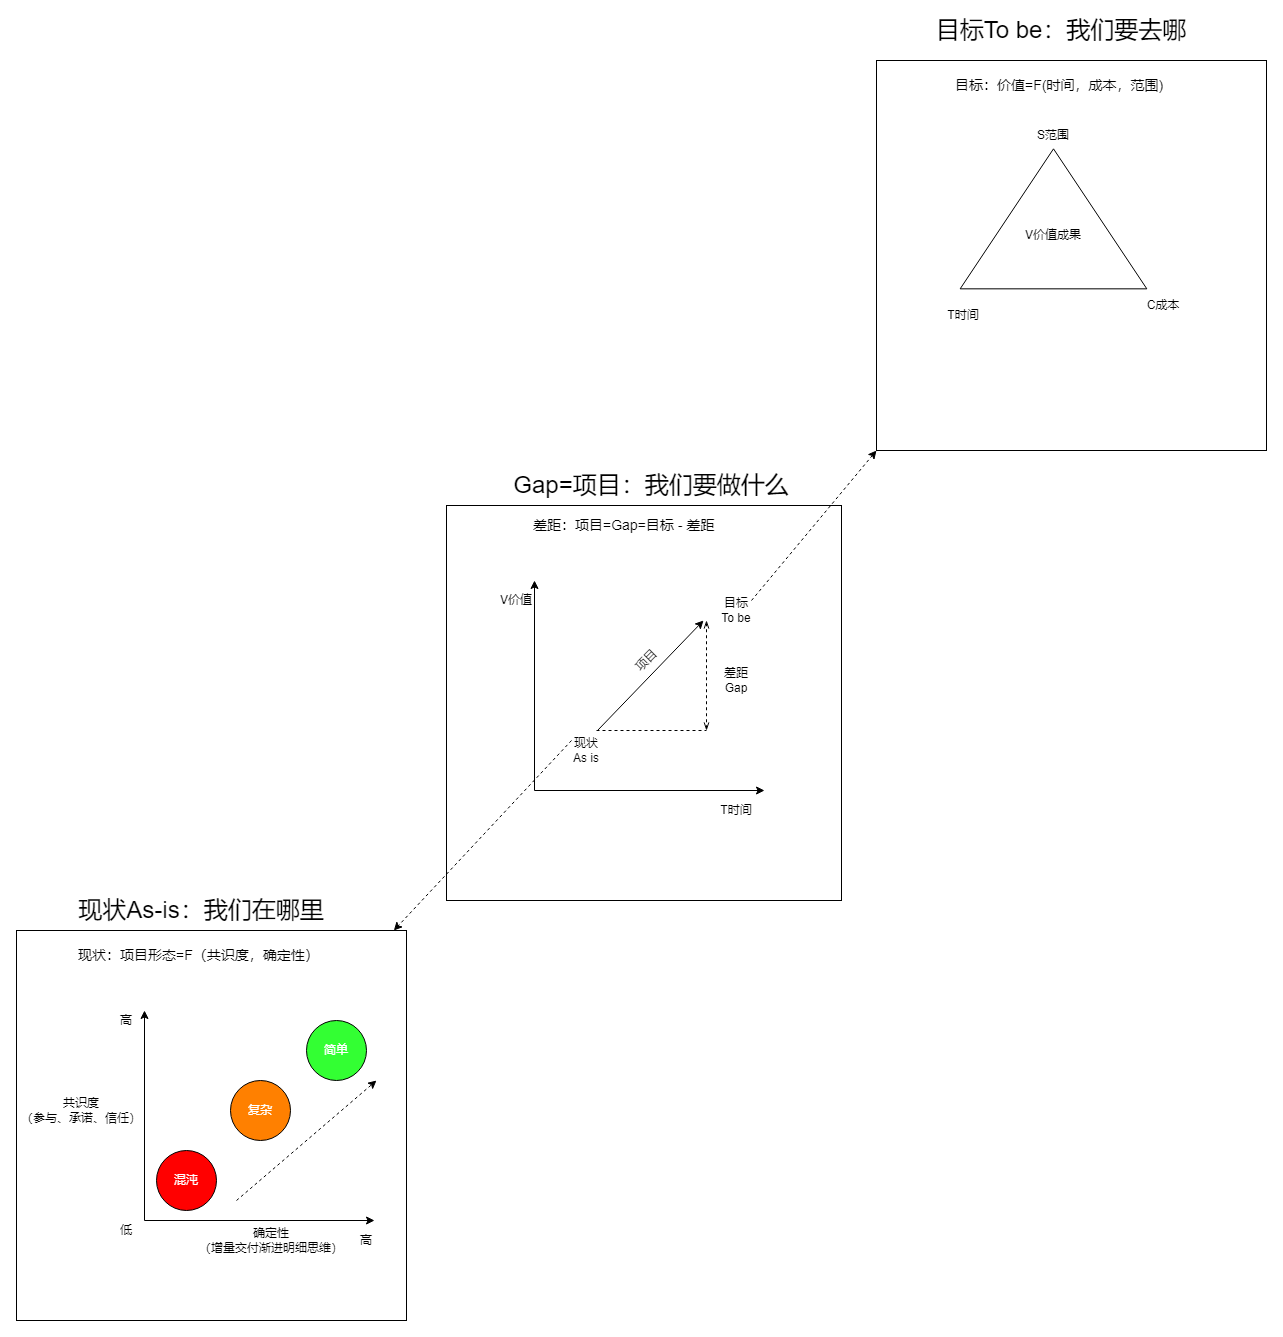 目标To be：我们要去哪
目标：价值=F(时间，成本，范围)
S范围
V价值成果
T时间
C成本
Gap=项目：我们要做什么
差距：项目=Gap=目标 - 差距
V价值
目标
To be
项目
差距
Gap
现状
As is
T时间
现状As-is：我们在哪里
现状：项目形态=F（共识度，确定性）
高
简单
共识度
（参与、承诺、信任）
复杂
混沌
低
确定性
（增量交付渐进明细思维）
高